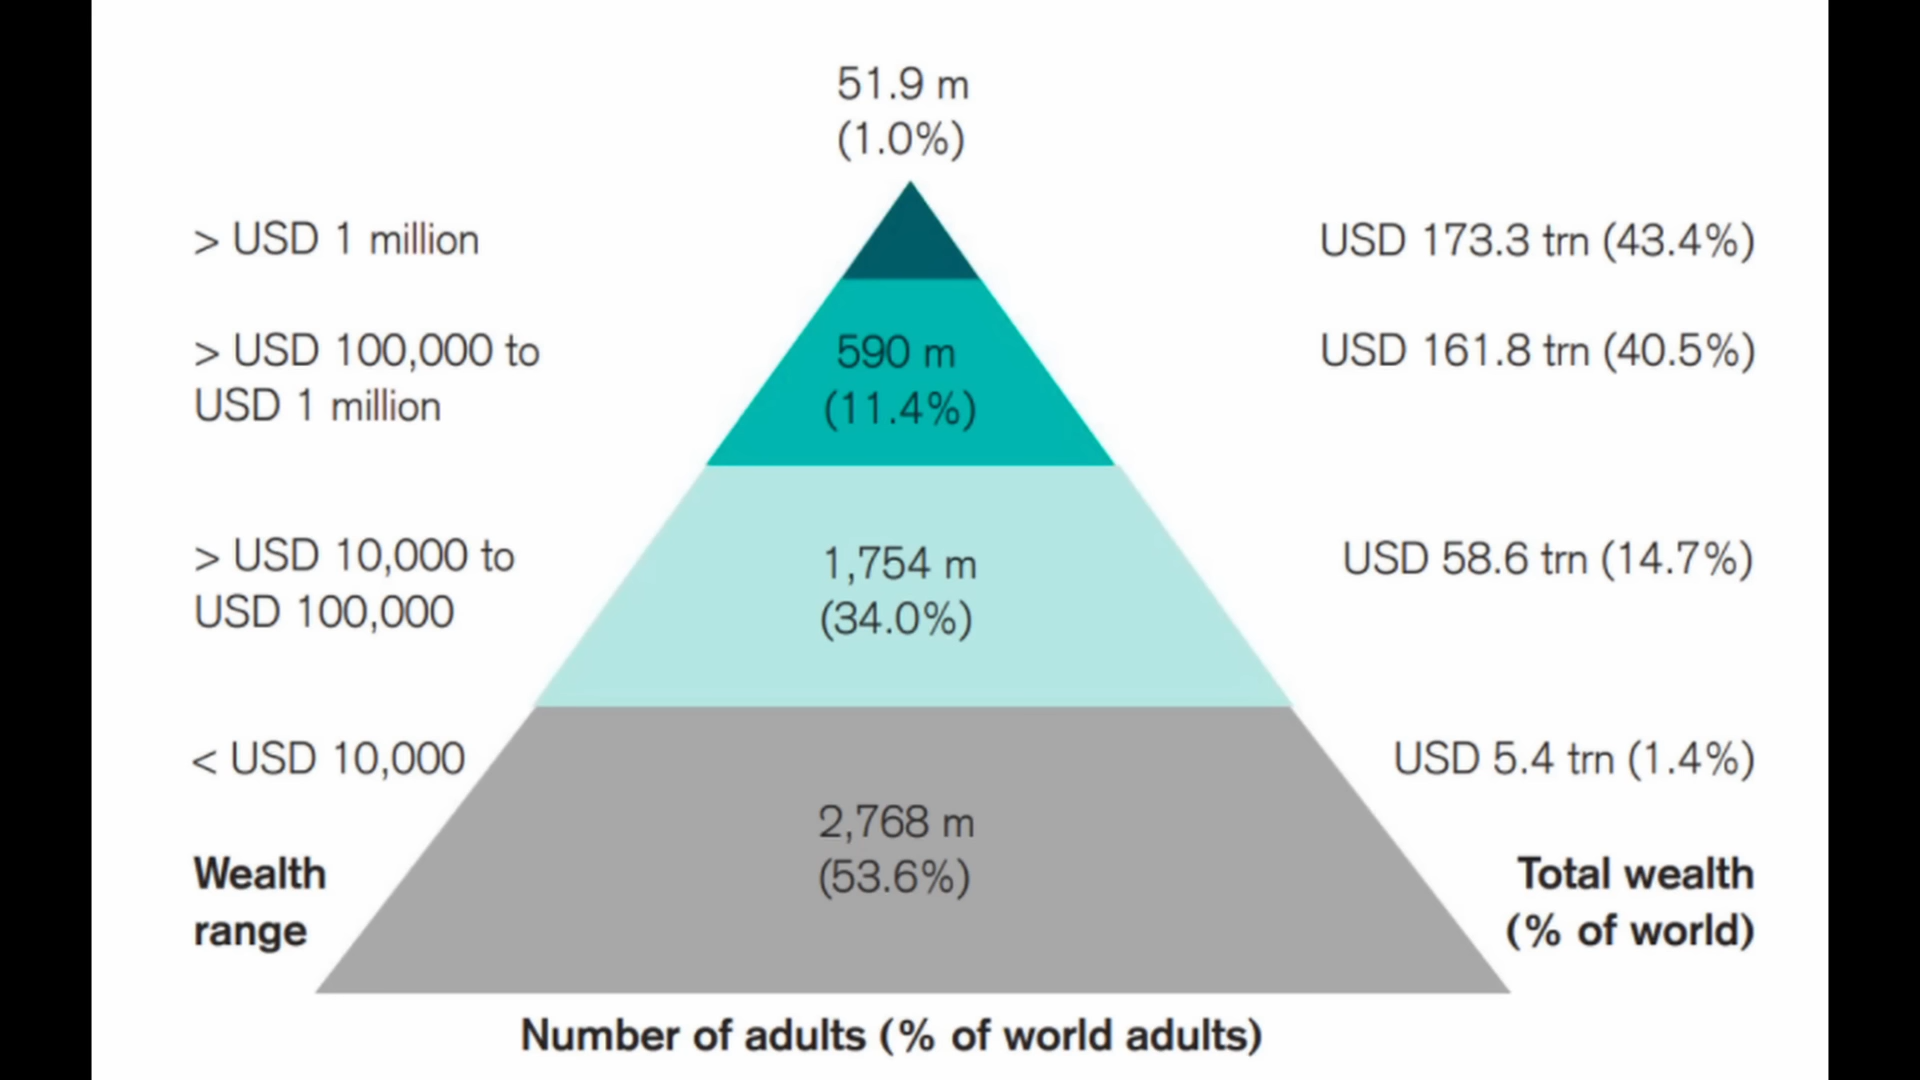 51.9 m
(1.0%)
> USD 1 million
USD 173.3 trn (43.4%)
> USD 100,000 to
USD 1 million
590 m
(11.4%)
USD 161.8 trn (40.5%)
> USD 10,000 to
USD 100,000
1,754 m
(34.0%)
USD 58.6 trn (14.7%)
< USD 10,000
2,768 m
(53.6%)
USD 5.4 trn (1.4%)
Wealth
range
Total wealth
(% of world)
Number of adults (% of world adults)